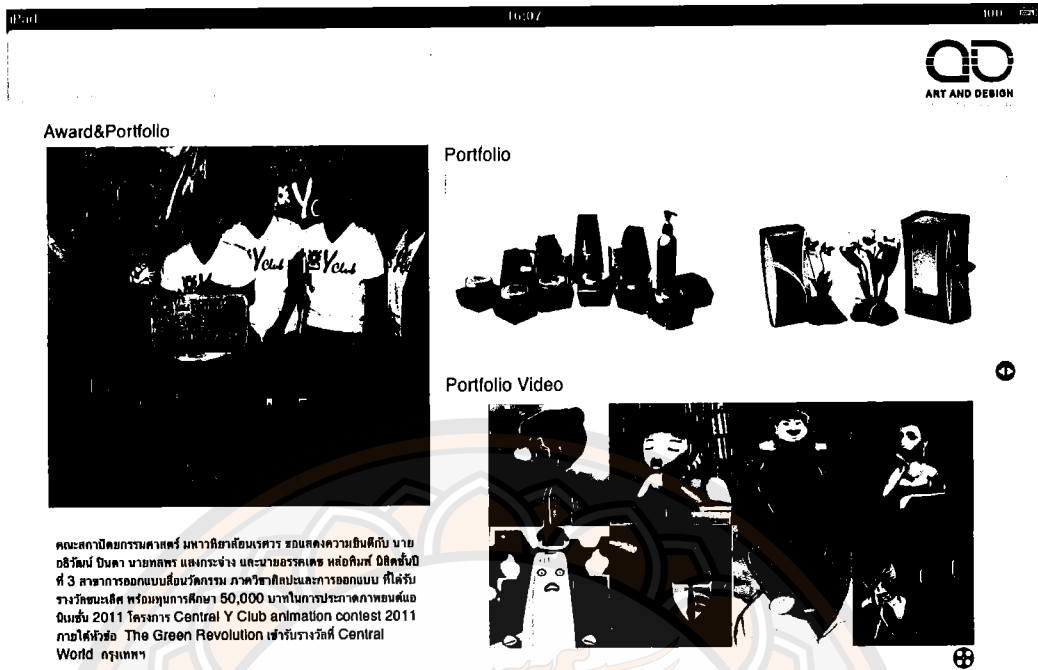 iPad 16:07 100
ART AND DESIGN
Award&Portfolio
Portfolio
Y Club
Y Club
Portfolio Video
คณะสถาปัตยกรรมศาสตร์ มหาวิทยาลัยนเรศวร ขอแสดงความยินดีกับ นาย
อธิวัฒน์ ปินตา นายทลพร แสงกระจ่าง และนายอรรคเดช หล่อพิมพ์ นิสิตชั้นปี
ที่ 3 สาขาการออกแบบสื่อนวัตกรรม ภาควิชาศิลปะและการออกแบบ ที่ได้รับ
รางวัลชนะเลิศ พร้อมทุนการศึกษา 50,000 บาทในการประกาดภาพยนต์แอ
นิเมชั่น 2011 โครงการ Central Y Club animation contest 2011
ภายใต้หัวข้อ The Green Revolution เข้ารับรางวัลที่ Central
World กรุงเทพฯ